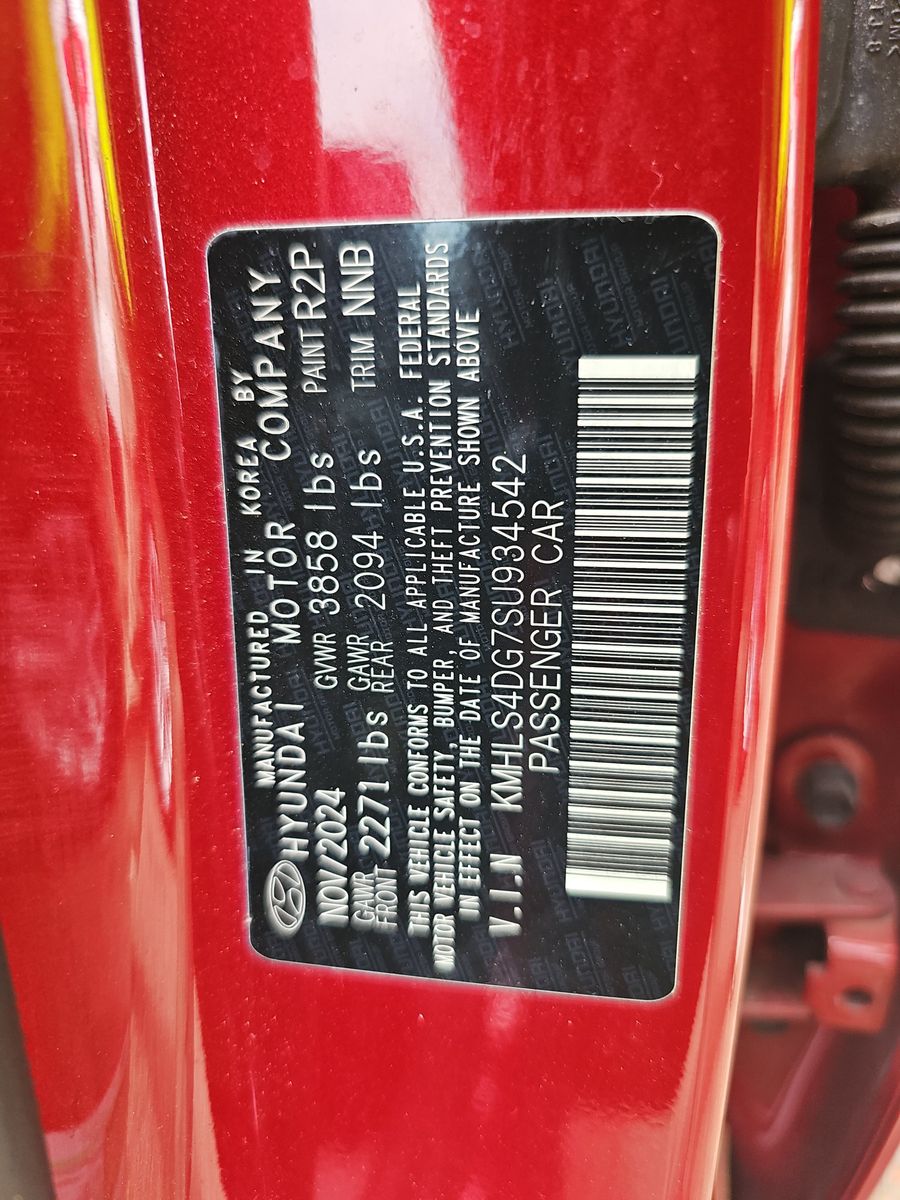 MANUFACTURED IN KOREA BY
HYUNDAI MOTOR COMPANY
NOV/2024 GVWR 3858 lbs PAINT R2P
GAWR FRONT 2271 lbs GAWR REAR 2094 lbs TRIM NNB
THIS VEHICLE CONFORMS TO ALL APPLICABLE U.S.A. FEDERAL
MOTOR VEHICLE SAFETY, BUMPER, AND THEFT PREVENTION STANDARDS
IN EFFECT ON THE DATE OF MANUFACTURE SHOWN ABOVE
V.I.N KMHLS4DG7SU934542
PASSENGER CAR